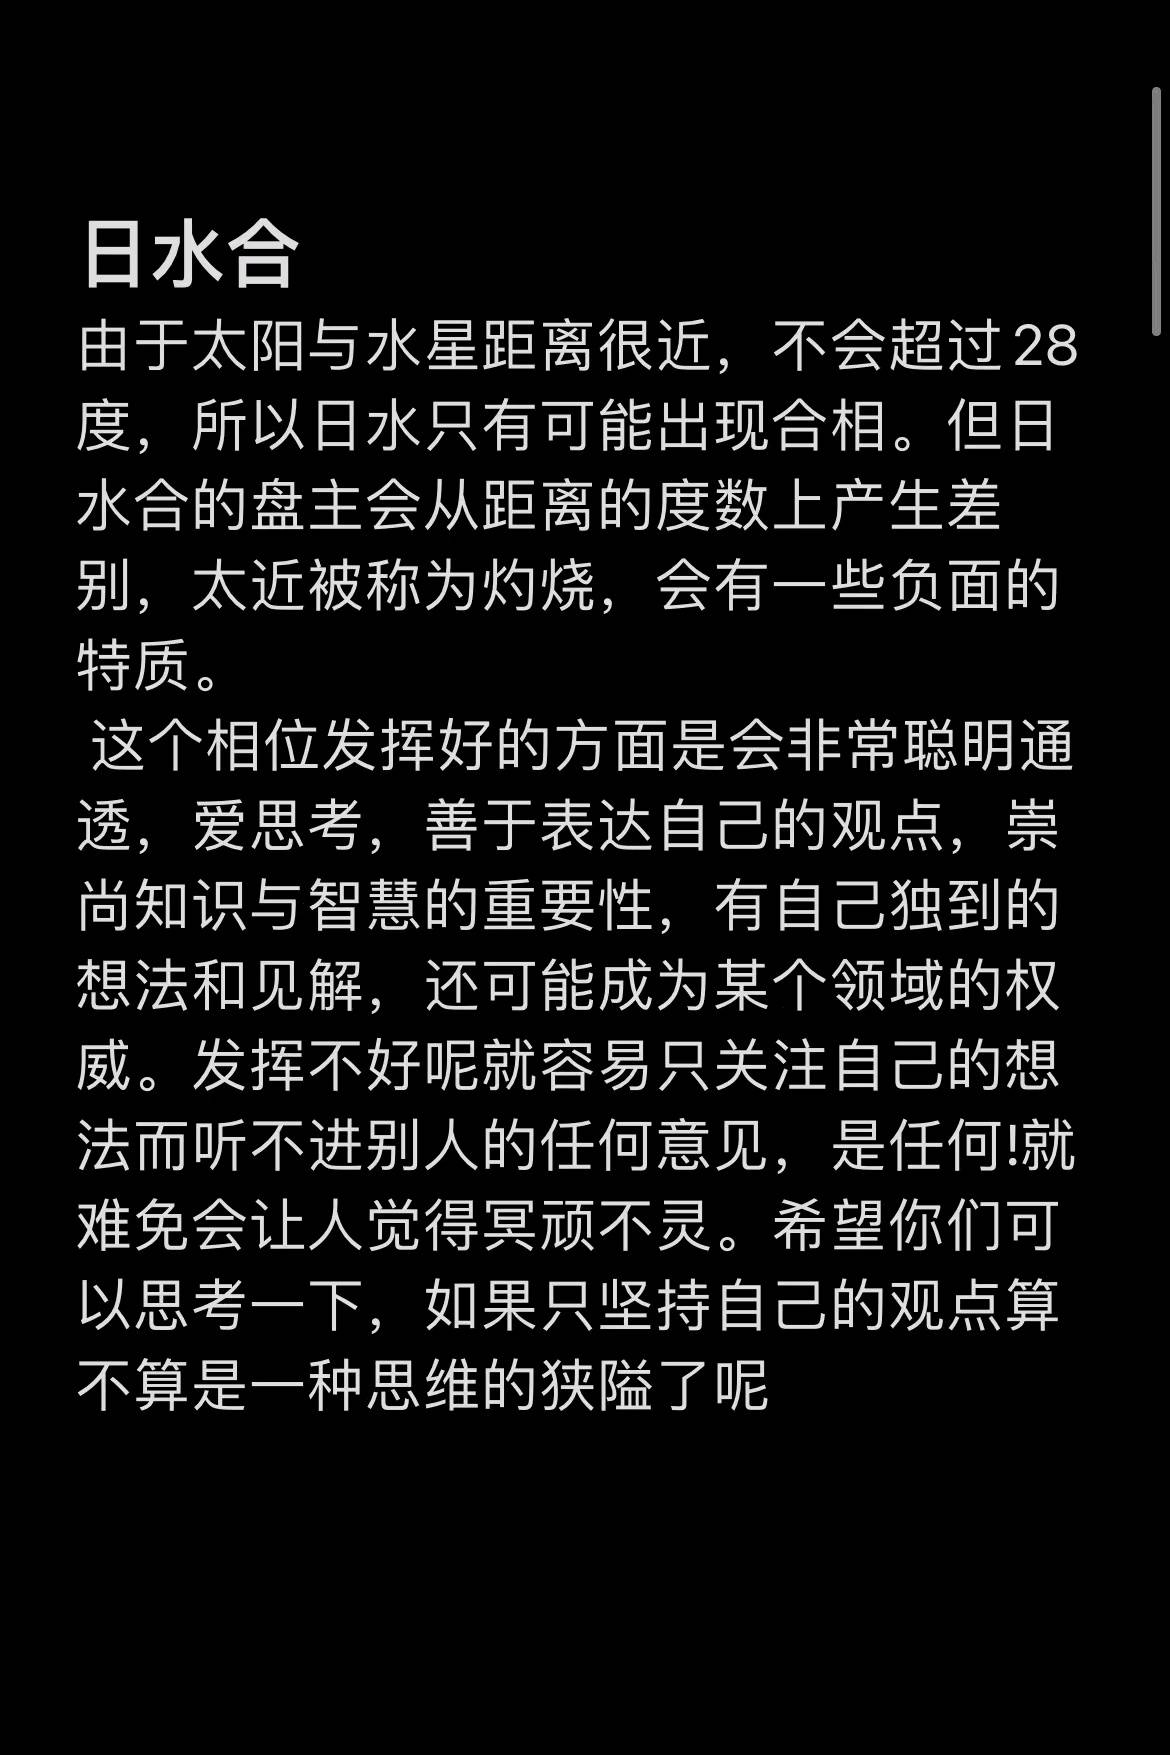 日水合
由于太阳与水星距离很近，不会超过28
度，所以日水只有可能出现合相。但日
水合的盘主会从距离的度数上产生差
别，太近被称为灼烧，会有一些负面的
特质。
这个相位发挥好的方面是会非常聪明通
透，爱思考，善于表达自己的观点，崇
尚知识与智慧的重要性，有自己独到的
想法和见解，还可能成为某个领域的权
威。发挥不好呢就容易只关注自己的想
法而听不进别人的任何意见，是任何!就
难免会让人觉得冥顽不灵。希望你们可
以思考一下，如果只坚持自己的观点算
不算是一种思维的狭隘了呢